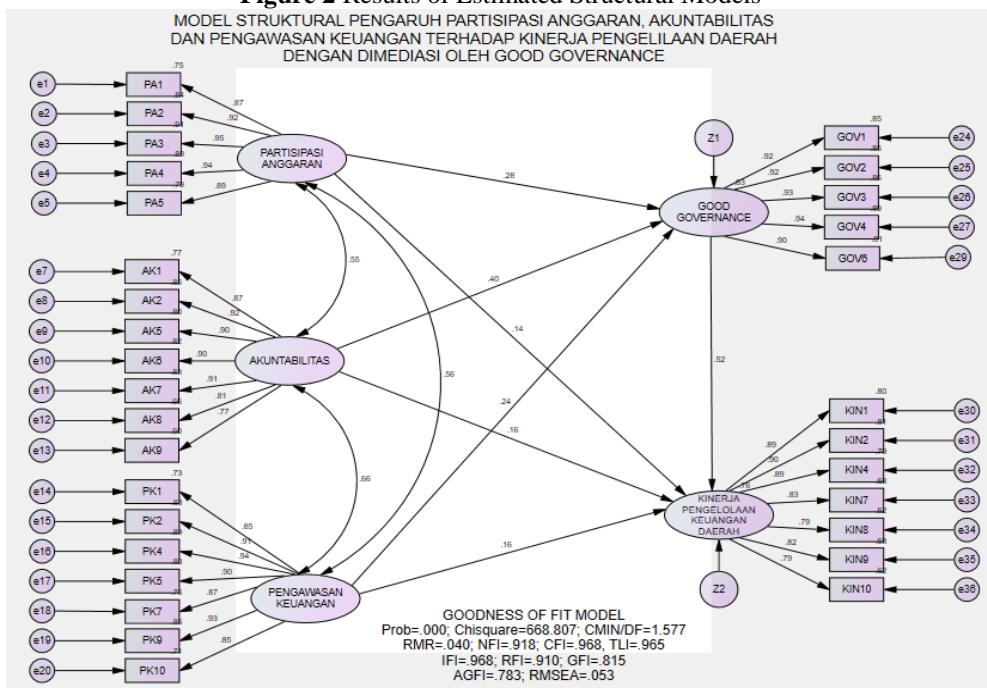 Figure 2 Results of Estimated Structural Models
MODEL STRUKTURAL PENGARUH PARTISIPASI ANGGARAN, AKUNTABILITAS
DAN PENGAWASAN KEUANGAN TERHADAP KINERJA PENGELILAAN DAERAH
DENGAN DIMEDIASI OLEH GOOD GOVERNANCE
.75
e1 PA1 .87
e2 PA2 .92
e3 PA3 .95
e4 PA4 .94
e5 PA5 .89
PARTISIPASI
ANGGARAN
.77
e7 AK1 .87
e8 AK2 .92
e9 AK5 .90
e10 AK6 .90
e11 AK7 .91
e12 AK8 .81
e13 AK9 .77
AKUNTABILITAS
.73
e14 PK1 .85
e15 PK2 .91
e16 PK4 .94
e17 PK5 .90
e18 PK7 .87
e19 PK9 .93
e20 PK10 .85
PENGAWASAN
KEUANGAN
.55
.56
.66
.28
.40
.24
.14
.16
.16
.52
Z1
GOOD
GOVERNANCE
.85
.92 GOV1 e24
.92 GOV2 e25
.93 GOV3 e26
.94 GOV4 e27
.90 GOV6 e29
KINERJA
PENGELOLAAN
KEUANGAN
DAERAH
Z2
.80
.89 KIN1 e30
.90 KIN2 e31
.89 KIN4 e32
.83 KIN7 e33
.79 KIN8 e34
.82 KIN9 e35
.79 KIN10 e36
GOODNESS OF FIT MODEL
Prob=.000; Chisquare=668.807; CMIN/DF=1.577
RMR=.040; NFI=.918; CFI=.968, TLI=.965
IFI=.968; RFI=.910; GFI=.815
AGFI=.783; RMSEA=.053